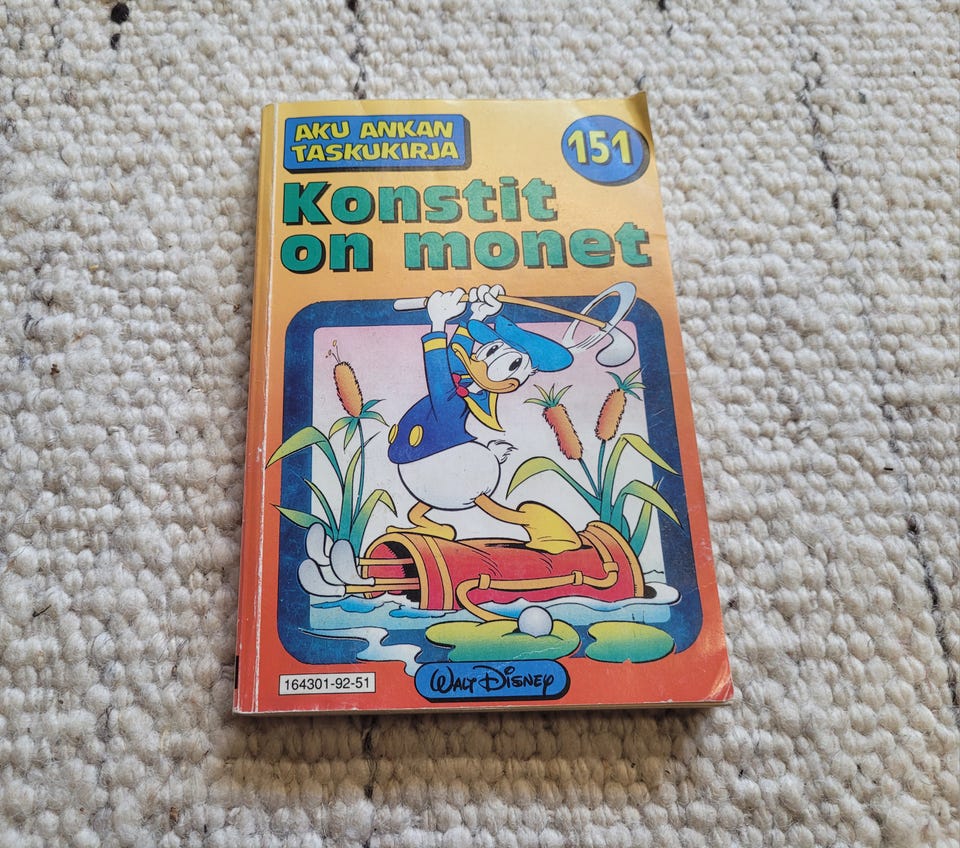 AKU ANKAN
TASKUKIRJA
151
Konstit
on monet
164301-92-51
WALT DISNEY